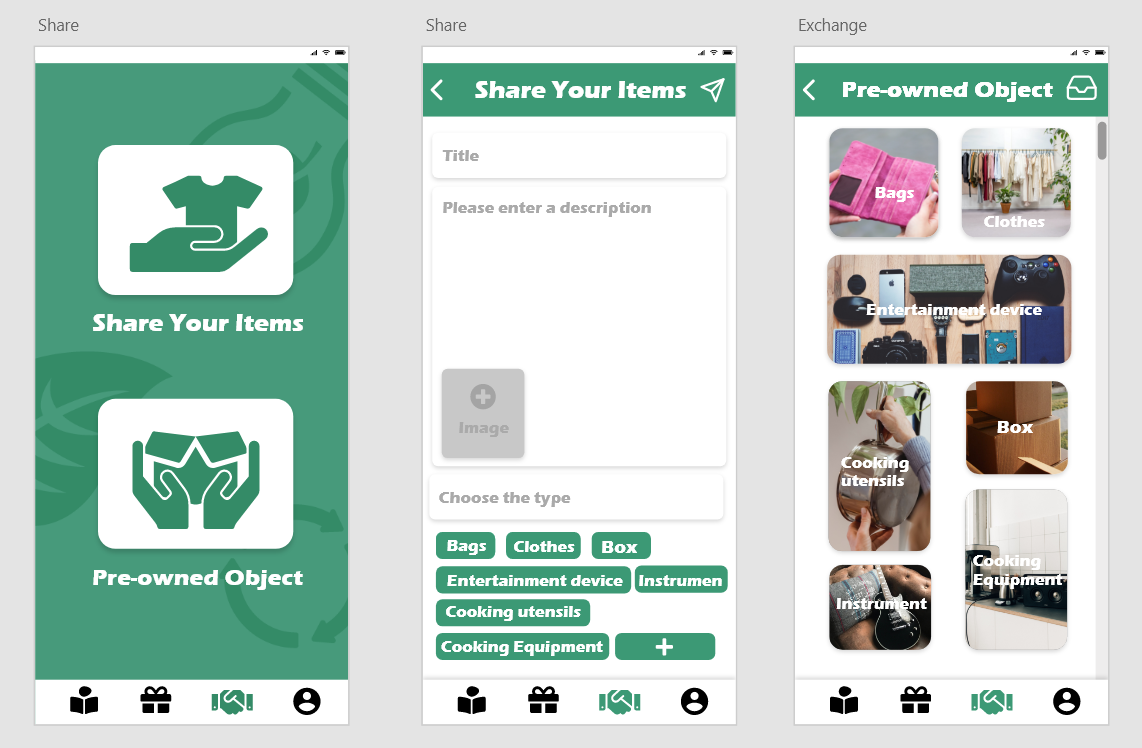 Share
Share
Exchange
Share Your Items
Pre-owned Object
Share Your Items
Title
Please enter a description
Image
Choose the type
Bags
Clothes
Box
Entertainment device
Instrumen
Cooking utensils
Cooking Equipment
Pre-owned Object
Bags
Clothes
Entertainment device
Cooking
utensils
Box
Cooking
Equipment
Instrument